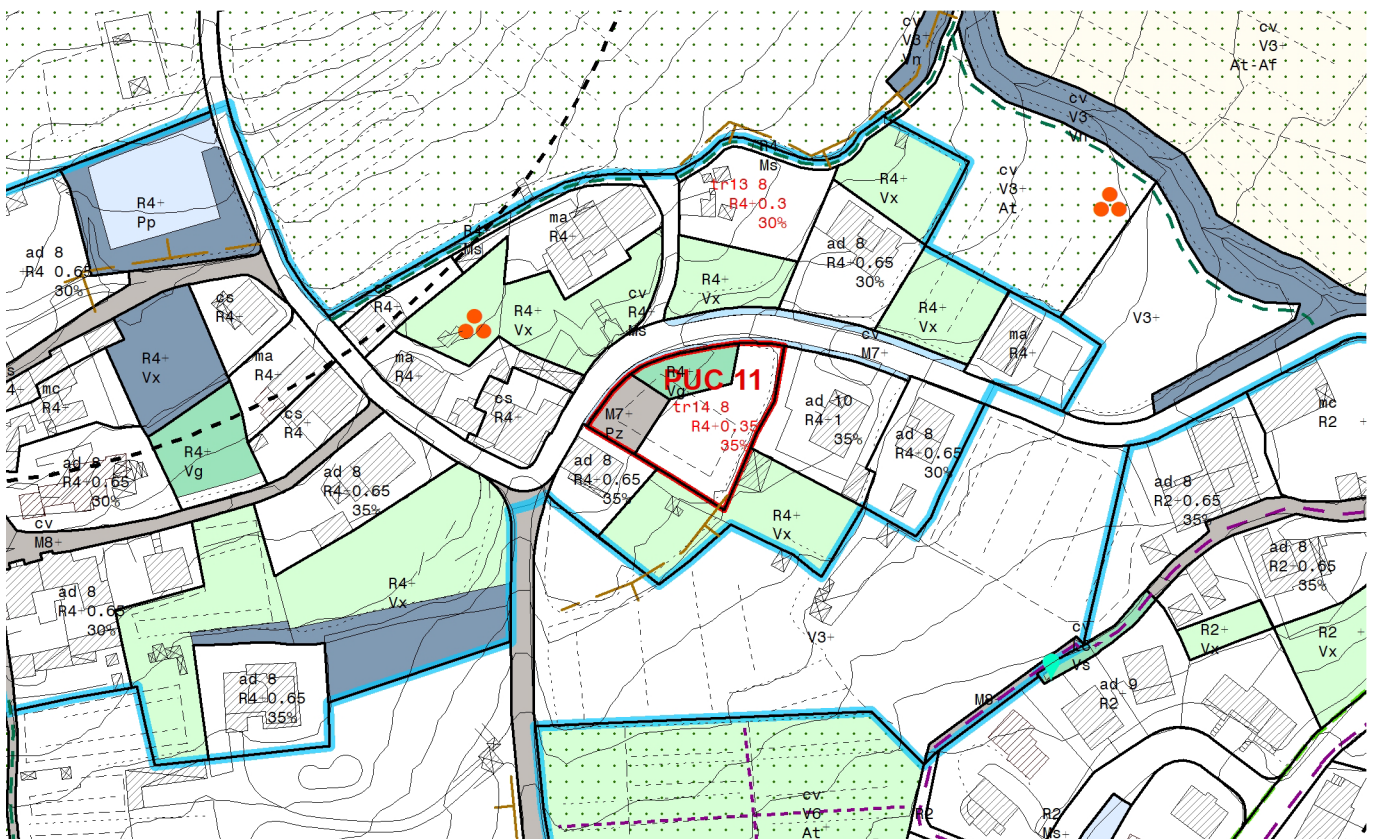 cv
V3
Vn
cv
V3
At-Af
cv
V3
Vn
R4
Ms
cv
V3
At
R4
Vx
tr13 8
R4 0.3
30%
R4
Pp
ma
R4
R4
Ms
ad 8
R4 0.65
30%
ad 8
R4 0.65
30%
R4
Vx
cs
R4
cs
R4
R4
Vx
cv
R4
Ms
R4
Vx
V3
cv
M7
ma
R4
R4
Vx
ma
R4
ma
R4
R4
Vg
PUC 11
mc
R4
cs
R4
cs
R4
M7
Pz
tr14 8
R4 0.35
35%
ad 10
R4 1
35%
mc
R2
ad 8
R4 0.65
30%
R4
Vg
ad 8
R4 0.65
35%
ad 8
R4 0.65
35%
ad 8
R4 0.65
30%
ad 8
R2 0.65
35%
cv
M8
R4
Vx
ad 8
R2 0.65
35%
ad 8
R4 0.65
30%
R4
Vx
V3
cv
Vs
R2
Vx
R2
Vx
ad 8
R4 0.65
35%
M8
ad 9
R2
cv
V6
At
R2
R2
Ms